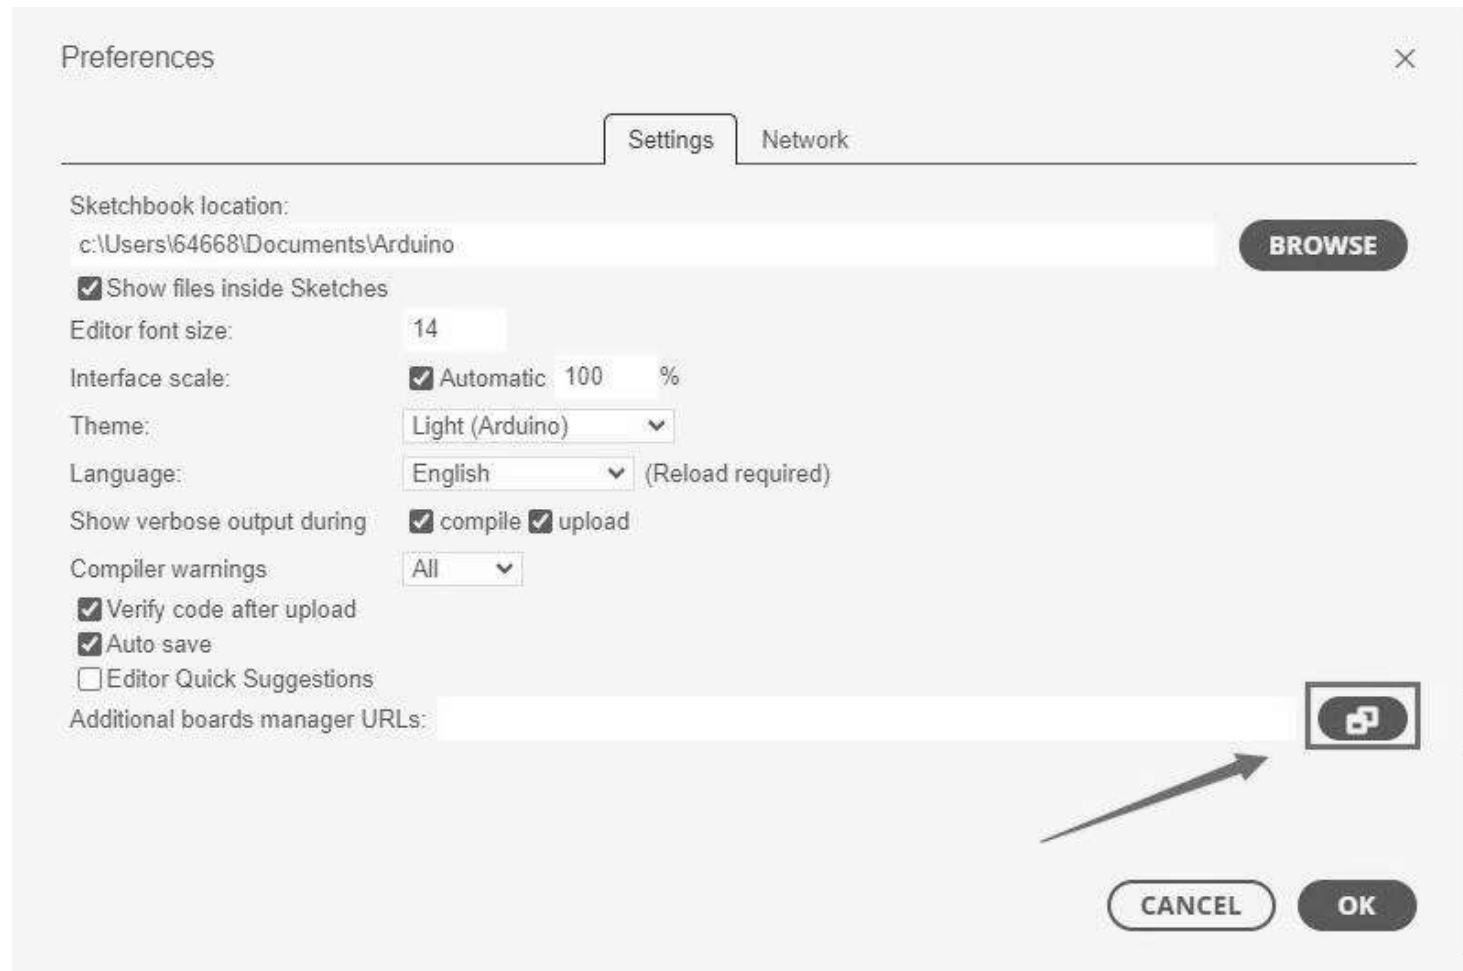 Preferences
Settings Network
Sketchbook location:
c:\Users\64668\Documents\Arduino
BROWSE
Show files inside Sketches
Editor font size: 14
Interface scale: Automatic 100 %
Theme: Light (Arduino)
Language: English (Reload required)
Show verbose output during compile upload
Compiler warnings All
Verify code after upload
Auto save
Editor Quick Suggestions
Additional boards manager URLs:
CANCEL OK